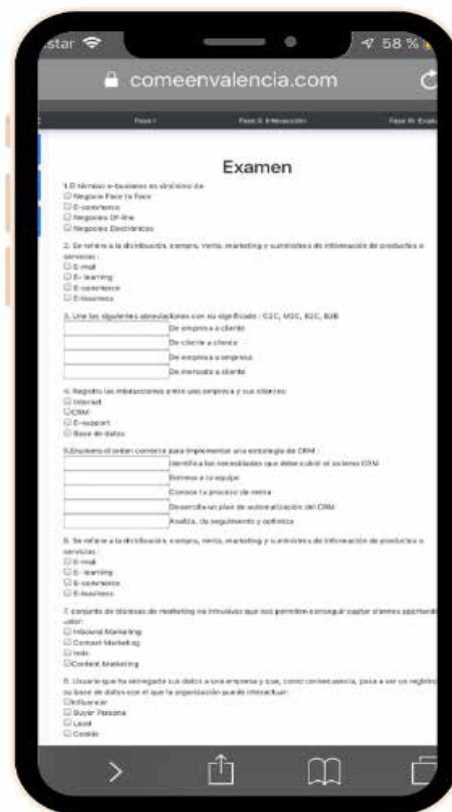 star 58 %
comeenvalencia.com
Fase I Fase II: Interacción Fase III: Evalu
Examen
1. El término e-business es sinónimo de:
Negocio Face to Face
E-commerce
Negocios Of-line
Negocios Electrónicos
2. Se refiere a la distribución, compra, venta, marketing y suministros de información de productos o
servicios :
E-mail
E- learning
E-commerce
E-business
3. Une las siguientes abreviaciones con su significado : C2C, M2C, B2C, B2B
De empresa a cliente
De cliente a cliente
De empresa a empresa
De mercado a cliente
4. Registra las interacciones entre una empresa y sus clientes:
Internet
CRM
E-support
Base de datos
5.Enumera el orden correcto para implementar una estrategia de CRM :
Identifica las necesidades que debe cubrir el sistema CRM
Entrena a tu equipo
Conoce tu proceso de venta
Desarrolla un plan de automatización del CRM
Analiza, da seguimiento y optimiza
6. Se refiere a la distribución, compra, venta, marketing y suministros de información de productos o
servicios :
E-mail
E- learning
E-commerce
E-business
7. conjunto de técnicas de marketing no intrusivas que nos permiten conseguir captar clientes aportando
valor:
Inbound Marketing
Context Marketing
Content Marketing
8. Usuario que ha entregado sus datos a una empresa y que, como consecuencia, pasa a ser un registro
su base de datos con el que la organización puede interactuar:
Influencer
Buyer Persona
Lead
Cookie